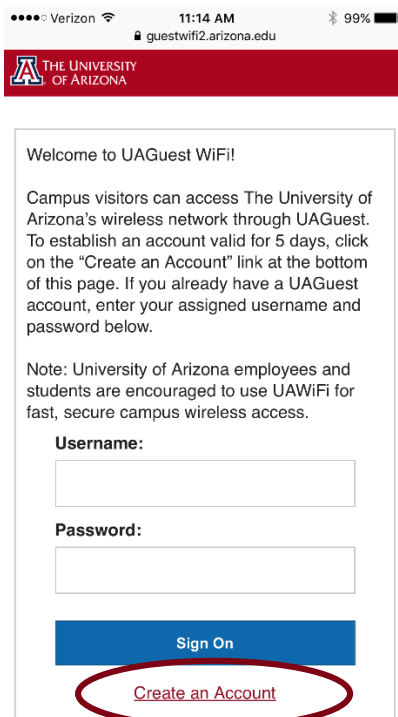 Verizon 11:14 AM 99%
guestwifi2.arizona.edu
A THE UNIVERSITY
OF ARIZONA
Welcome to UAGuest WiFi!
Campus visitors can access The University of
Arizona's wireless network through UAGuest.
To establish an account valid for 5 days, click
on the “Create an Account” link at the bottom
of this page. If you already have a UAGuest
account, enter your assigned username and
password below.
Note: University of Arizona employees and
students are encouraged to use UAWiFi for
fast, secure campus wireless access.
Username:
Password:
Sign On
Create an Account